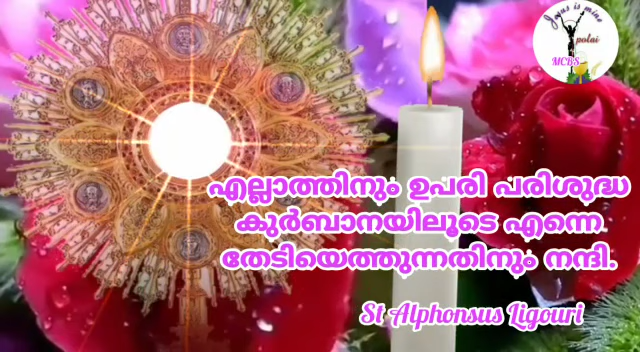 Jesus is mine
polai
MCBS
എല്ലാത്തിനും ഉപരി പരിശുദ്ധ
കുർബാനയിലൂടെ എന്നെ
തേടിയെത്തുന്നതിനും നന്ദി.
St Alphonsus Ligouri